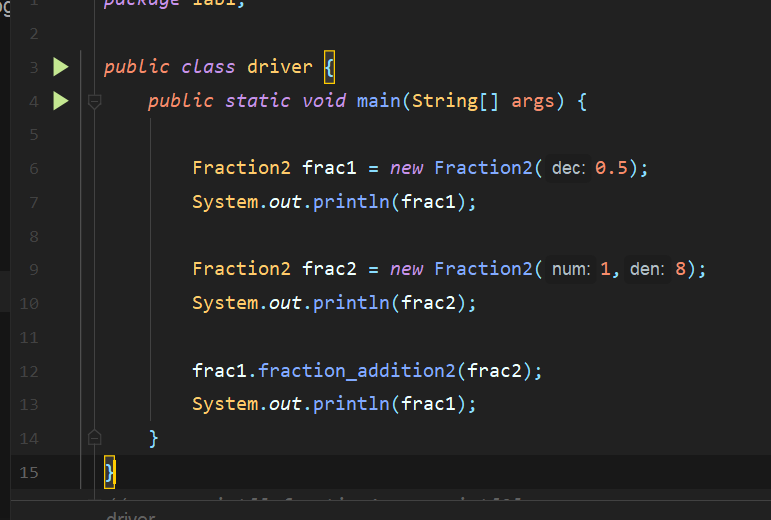 package lab1;
2
3 public class driver {
4 public static void main(String[] args) {
5
6 Fraction2 frac1 = new Fraction2( dec: 0.5);
7 System.out.println(frac1);
8
9 Fraction2 frac2 = new Fraction2( num: 1, den: 8);
10 System.out.println(frac2);
11
12 frac1.fraction_addition2(frac2);
13 System.out.println(frac1);
14 }
15 }
driver